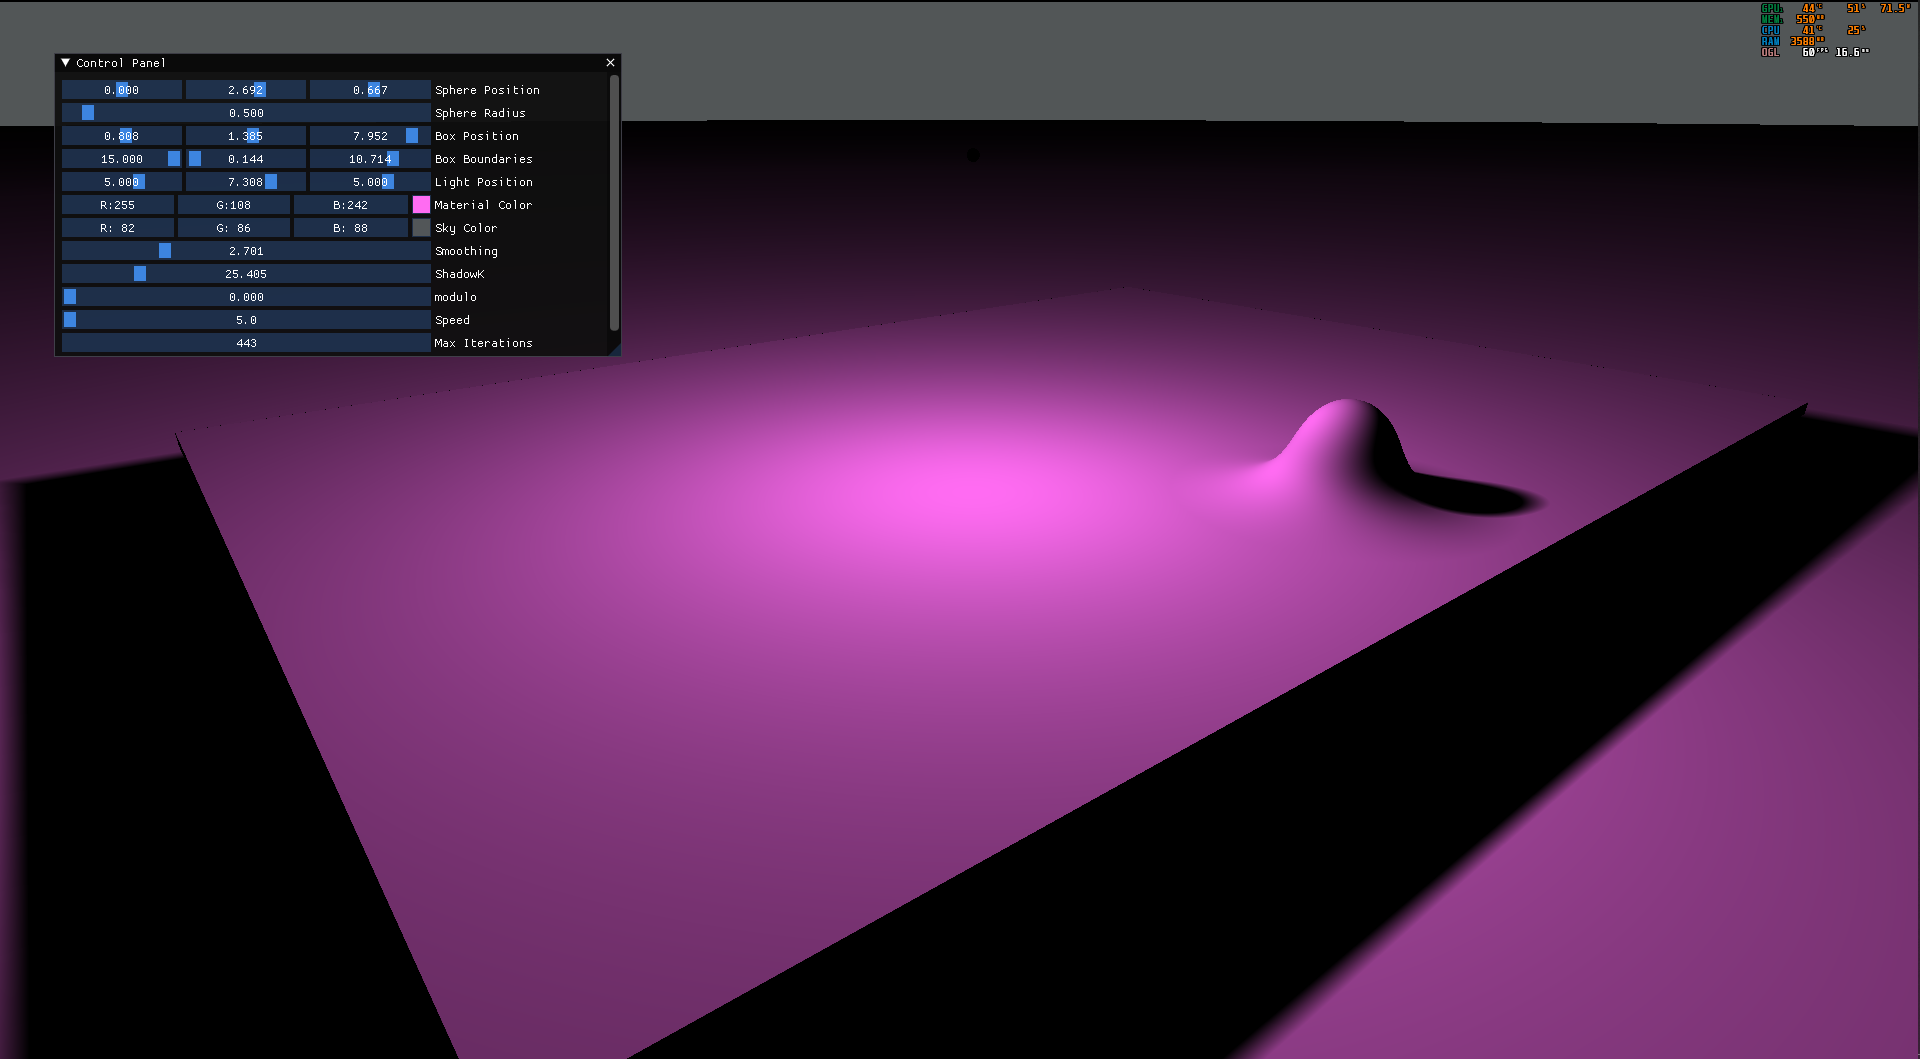 GPU 44°C 51% 71.5W
MEM 550MB
CPU 41°C 25%
RAM 3588MB
OGL 60FPS 16.6ms
Control Panel
0.000 2.692 0.667 Sphere Position
0.500 Sphere Radius
0.808 1.385 7.952 Box Position
15.000 0.144 10.714 Box Boundaries
5.000 7.308 5.000 Light Position
R:255 G:108 B:242 Material Color
R: 82 G: 86 B: 88 Sky Color
2.701 Smoothing
25.405 ShadowK
0.000 modulo
5.0 Speed
443 Max Iterations